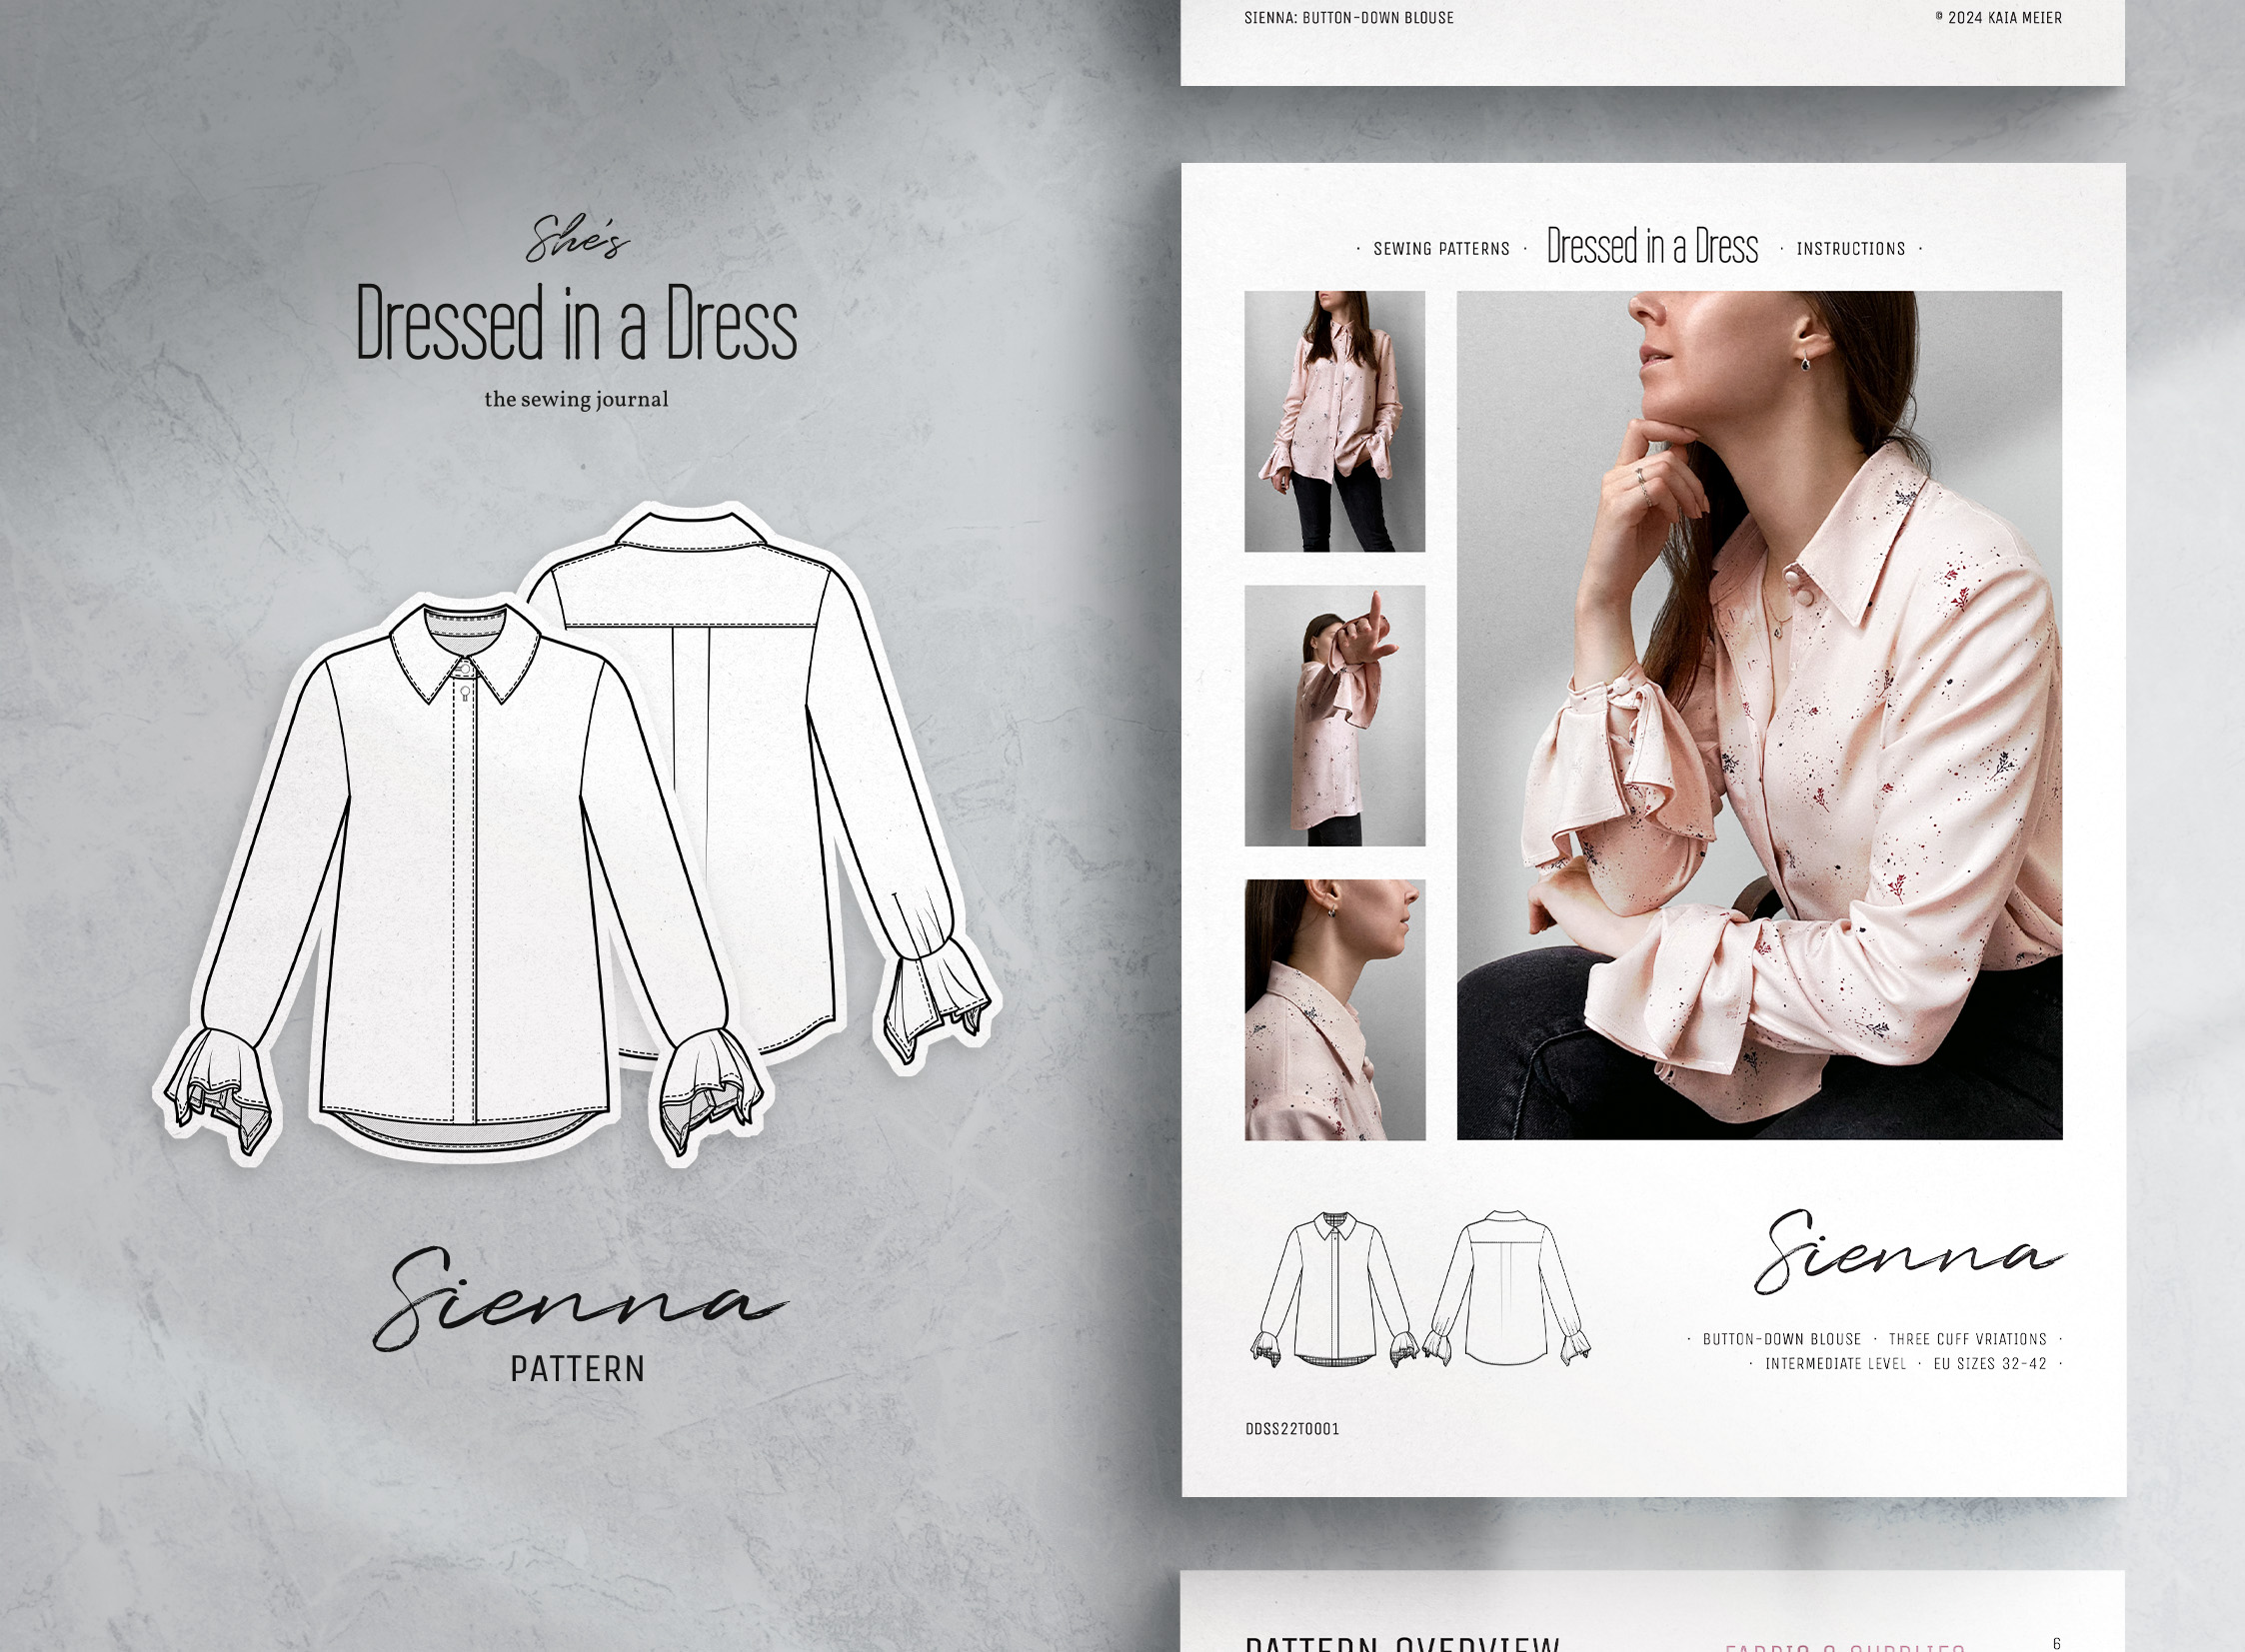 She's
Dressed in a Dress
the sewing journal
Sienna
PATTERN
SIENNA: BUTTON-DOWN BLOUSE
© 2024 KAIA MEIER
· SEWING PATTERNS · Dressed in a Dress · INSTRUCTIONS ·
Sienna
· BUTTON-DOWN BLOUSE · THREE CUFF VRIATIONS ·
· INTERMEDIATE LEVEL · EU SIZES 32-42 ·
DDSS22T0001
PATTERN OVERVIEW
FABRIC & SUPPLIES
6